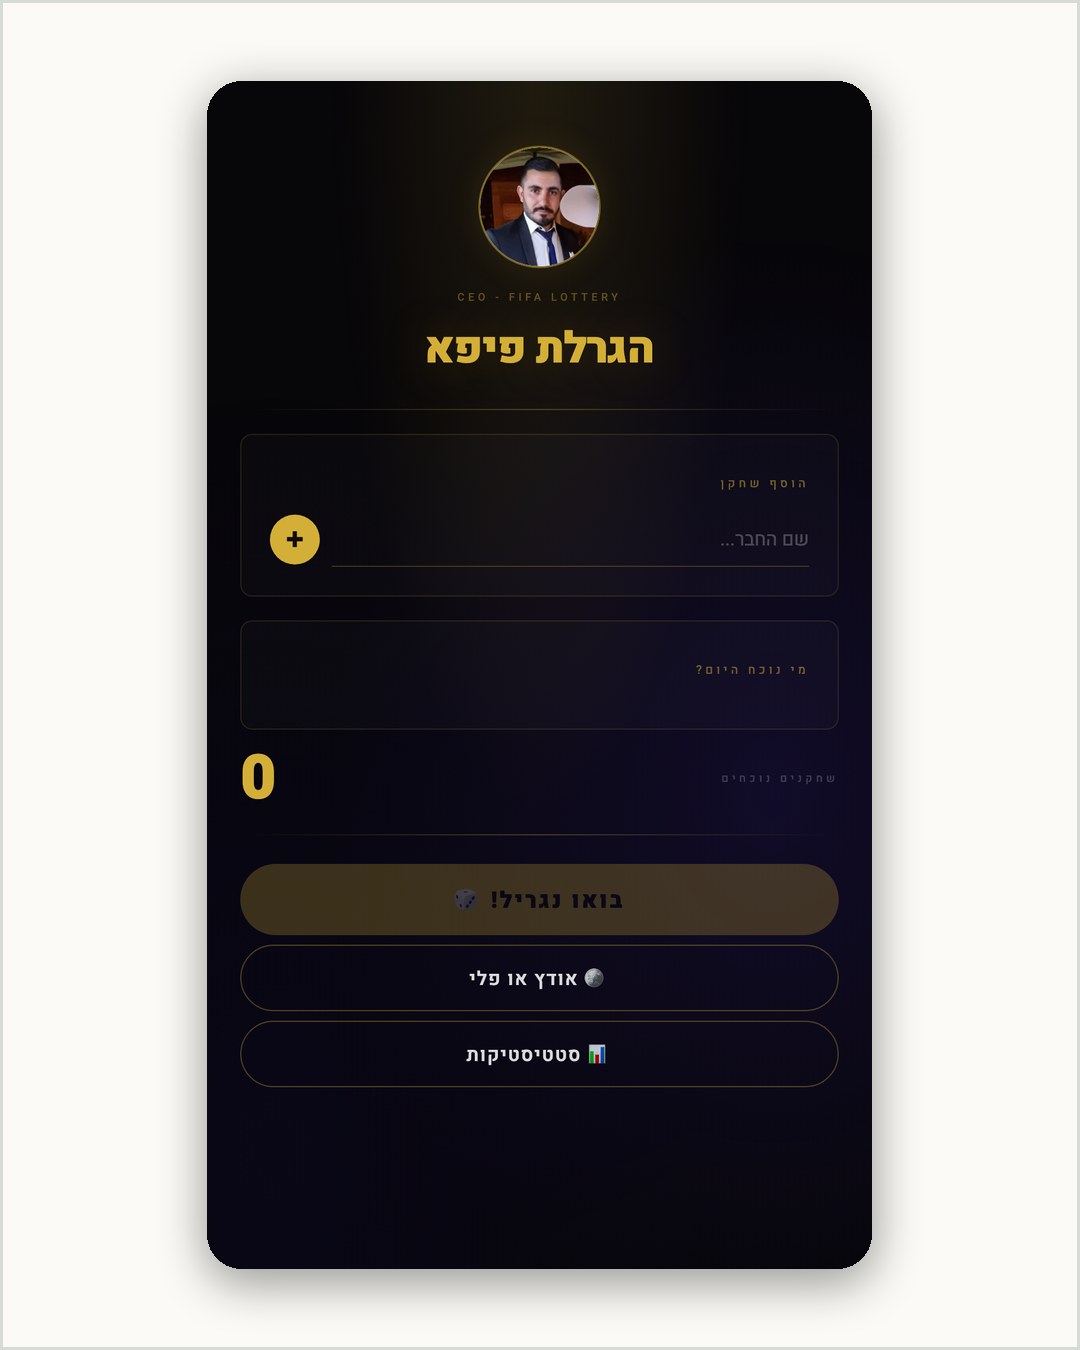 CEO · FIFA LOTTERY
הגרלת פיפא
הוסף שחקן
שם החבר...
+
מי נוכח היום?
שחקנים נוכחים
0
בואו נגריל! 🎲
⚽ אודץ או פלי
📊 סטטיסטיקות